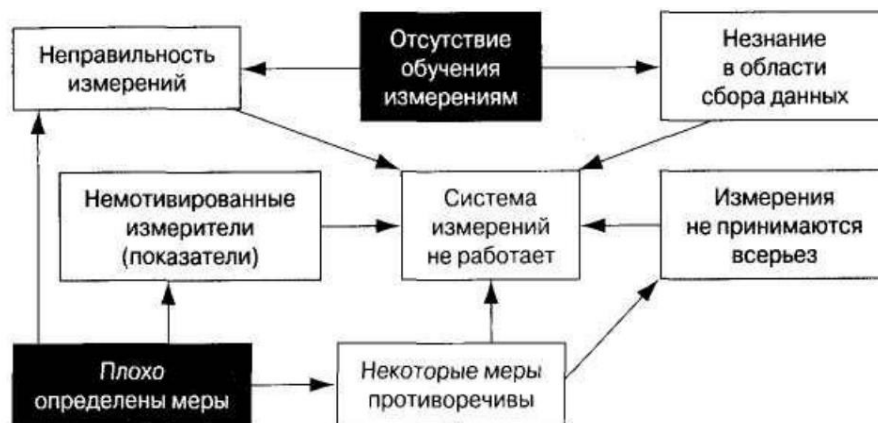 Неправильность
измерений
Отсутствие
обучения
измерениям
Незнание
в области
сбора данных
Немотивированные
измерители
(показатели)
Система
измерений
не работает
Измерения
не принимаются
всерьез
Плохо
определены меры
Некоторые меры
противоречивы